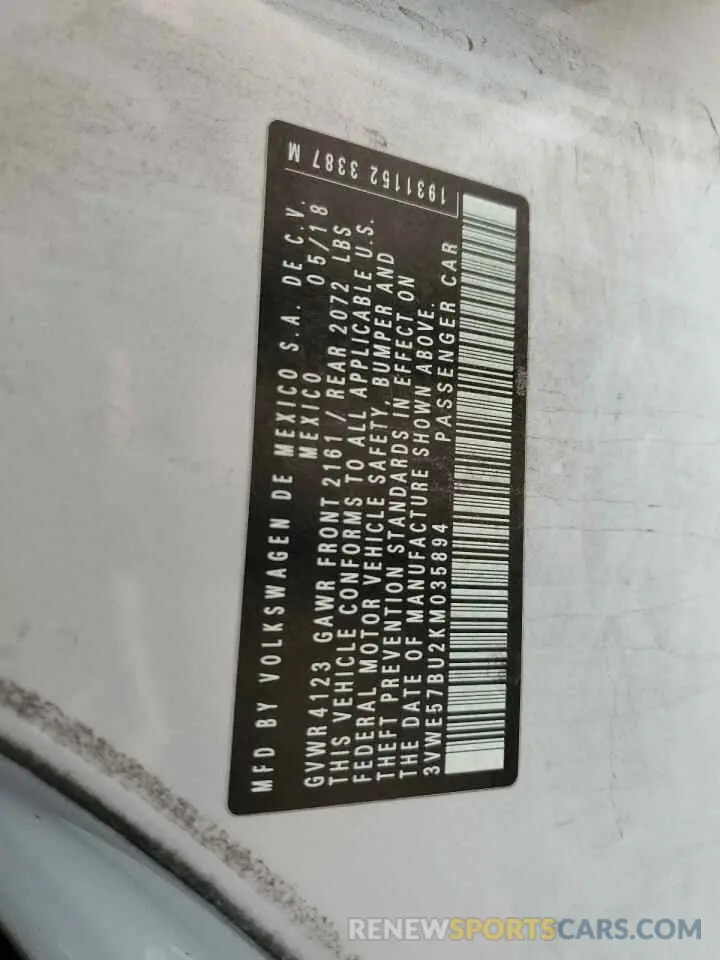 MFD BY VOLKSWAGEN DE MEXICO S.A. DE C.V.
MEXICO 05/18
GVWR 4123 GAWR FRONT 2161 / REAR 2072 LBS
THIS VEHICLE CONFORMS TO ALL APPLICABLE U.S.
FEDERAL MOTOR VEHICLE SAFETY, BUMPER AND
THEFT PREVENTION STANDARDS IN EFFECT ON
THE DATE OF MANUFACTURE SHOWN ABOVE.
3VWE57BU2KM035894 PASSENGER CAR
1931152 3387 M
RENEWSPORTSCARS.COM